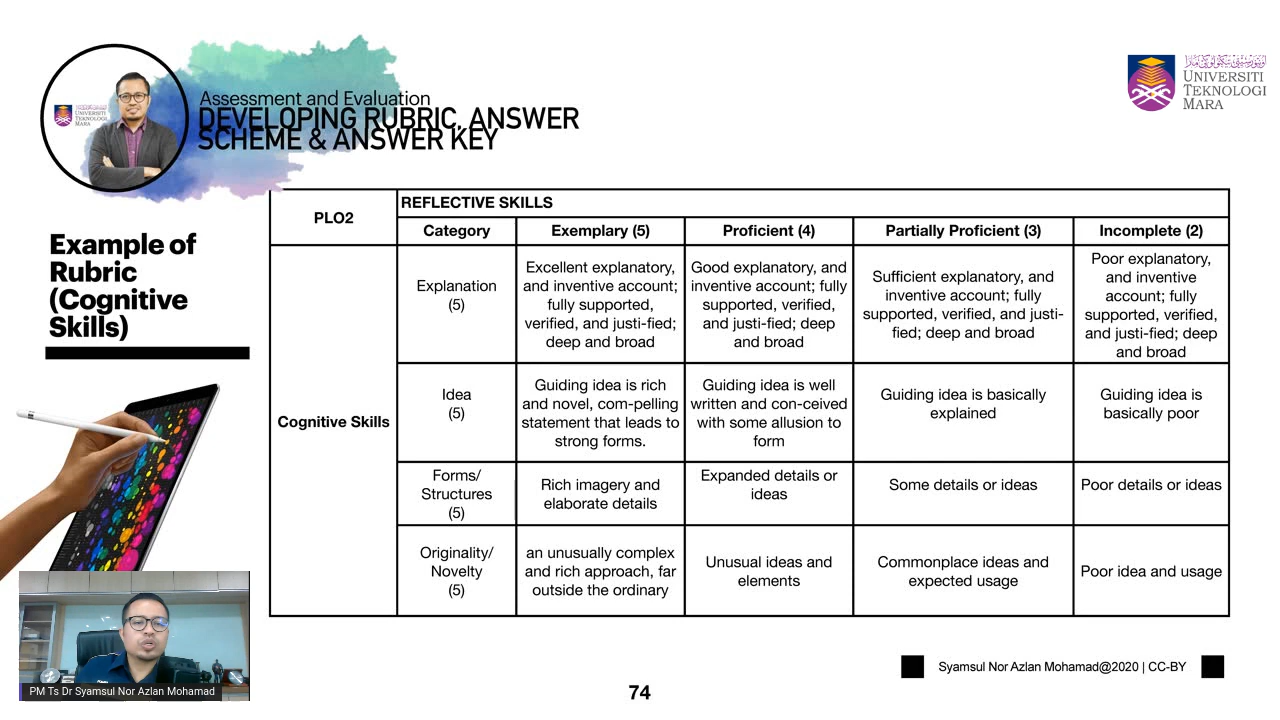 Assessment and Evaluation
DEVELOPING RUBRIC, ANSWER
SCHEME & ANSWER KEY
UNIVERSITI
TEKNOLOGI
MARA
UNIVERSITI
TEKNOLOGI
MARA
Example of
Rubric
(Cognitive
Skills)
PLO2
REFLECTIVE SKILLS
Category
Exemplary (5)
Proficient (4)
Partially Proficient (3)
Incomplete (2)
Cognitive Skills
Explanation
(5)
Excellent explanatory,
and inventive account;
fully supported,
verified, and justi-fied;
deep and broad
Good explanatory, and
inventive account; fully
supported, verified,
and justi-fied; deep
and broad
Sufficient explanatory, and
inventive account; fully
supported, verified, and justi-
fied; deep and broad
Poor explanatory,
and inventive
account; fully
supported, verified,
and justi-fied; deep
and broad
Idea
(5)
Guiding idea is rich
and novel, com-pelling
statement that leads to
strong forms.
Guiding idea is well
written and con-ceived
with some allusion to
form
Guiding idea is basically
explained
Guiding idea is
basically poor
Forms/
Structures
(5)
Rich imagery and
elaborate details
Expanded details or
ideas
Some details or ideas
Poor details or ideas
Originality/
Novelty
(5)
an unusually complex
and rich approach, far
outside the ordinary
Unusual ideas and
elements
Commonplace ideas and
expected usage
Poor idea and usage
PM Ts Dr Syamsul Nor Azlan Mohamad
Syamsul Nor Azlan Mohamad@2020 | CC-BY
74